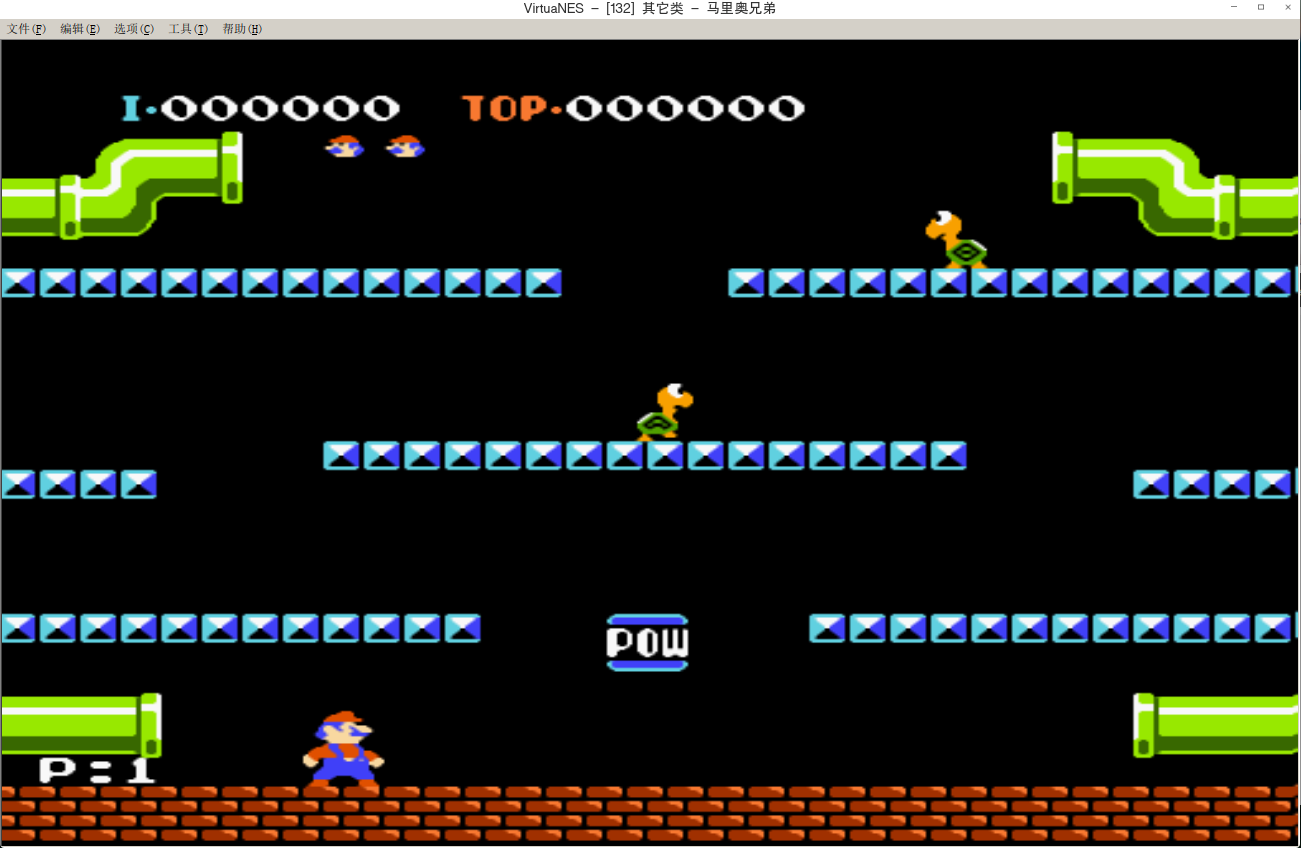 VirtuaNES - [132] 其它类 - 马里奥兄弟
文件(F) 编辑(E) 选项(C) 工具(T) 帮助(H)
I-000000 TOP-000000
POW
P:1